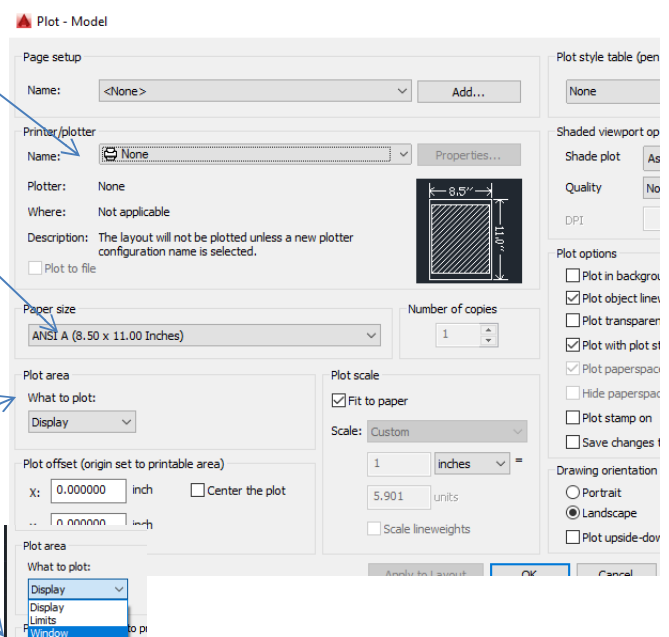 Plot - Model
Page setup
Name: <None> Add...
Plot style table (pen
None
Printer/plotter
Name: None Properties...
Plotter: None
Where: Not applicable
Description: The layout will not be plotted unless a new plotter
configuration name is selected.
Plot to file
8.5″
11.0″
Shaded viewport op
Shade plot As
Quality No
DPI
Paper size
ANSI A (8.50 x 11.00 Inches)
Number of copies
1
Plot area
What to plot:
Display
Plot scale
Fit to paper
Scale: Custom
1 inches =
5.901 units
Scale lineweights
Plot offset (origin set to printable area)
X: 0.000000 inch Center the plot
0.000000 inch
Plot options
Plot in backgrou
Plot object linew
Plot transparen
Plot with plot st
Plot paperspace
Hide paperspac
Plot stamp on
Save changes t
Drawing orientation
Portrait
Landscape
Plot upside-dow
Apply to Layout OK Cancel
Plot area
What to plot:
Display
Display
Limits
Window
to pr